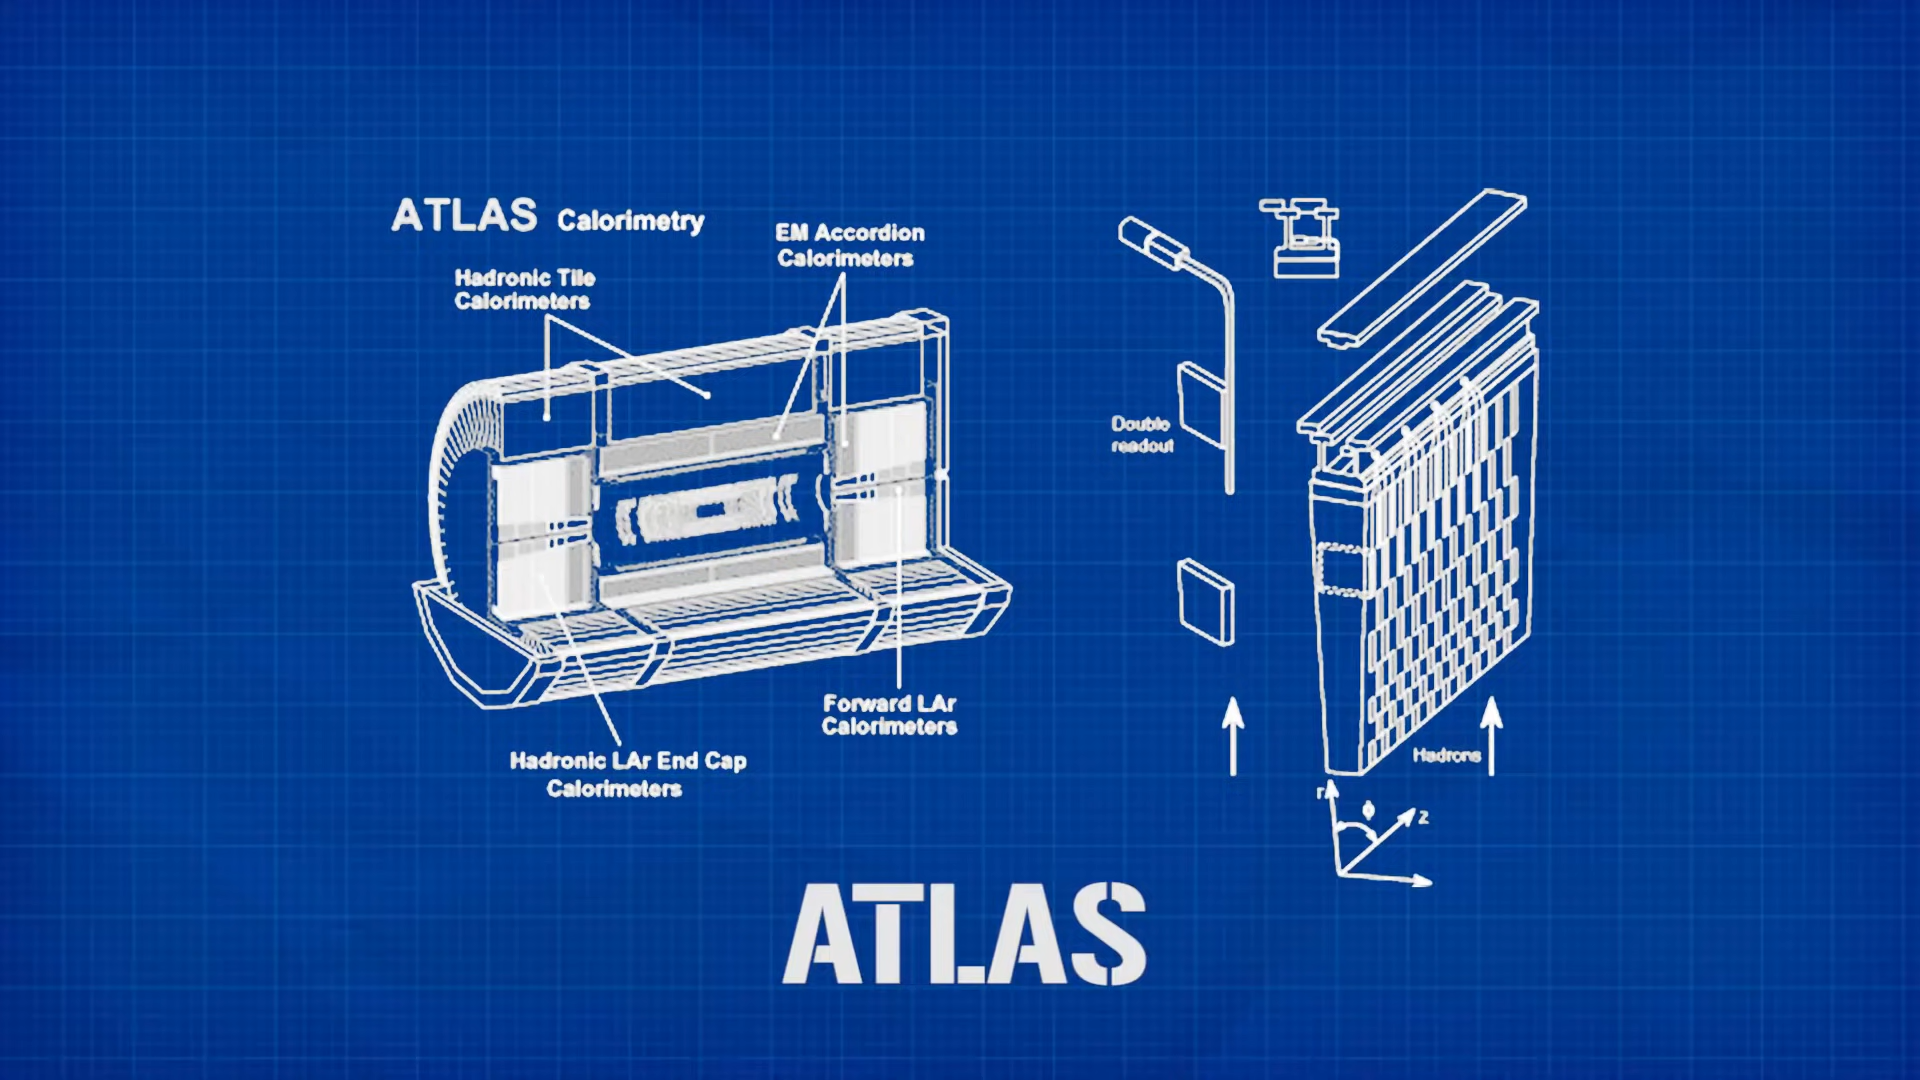 ATLAS Calorimetry
EM Accordion
Calorimeters
Hadronic Tile
Calorimeters
Forward LAr
Calorimeters
Hadronic LAr End Cap
Calorimeters
Double
readout
Hadrons
r
ϕ
z
ATLAS